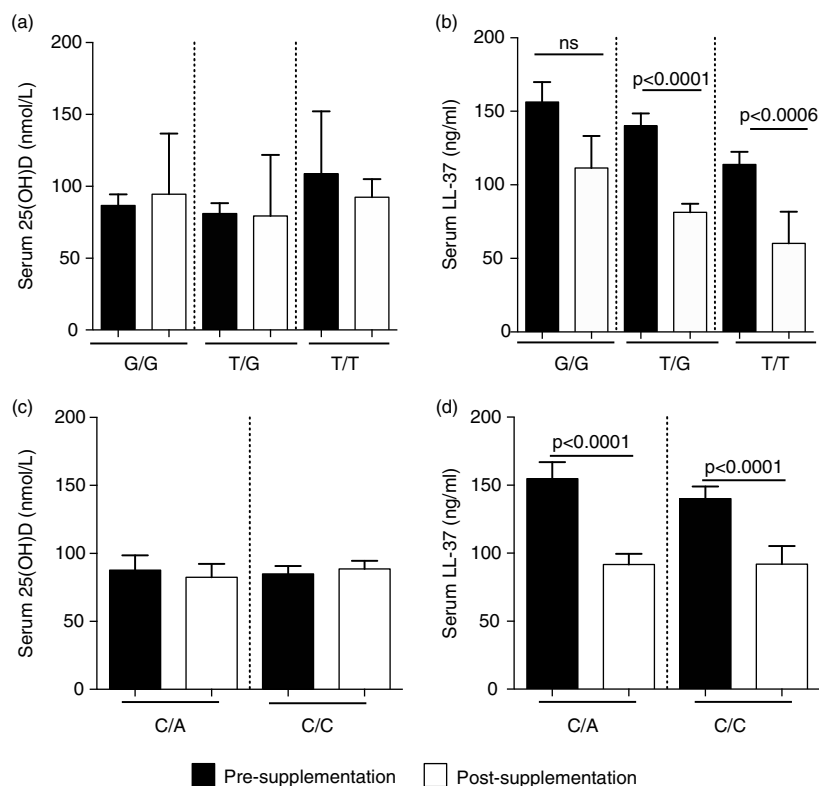 (a)
Serum 25(OH)D (nmol/L)
200
150
100
50
0
G/G
T/G
T/T
(b)
Serum LL-37 (ng/ml)
200
150
100
50
0
ns
p<0.0001
p<0.0006
G/G
T/G
T/T
(c)
Serum 25(OH)D (nmol/L)
200
150
100
50
0
C/A
C/C
(d)
Serum LL-37 (ng/ml)
200
150
100
50
0
p<0.0001
p<0.0001
C/A
C/C
Pre-supplementation
Post-supplementation